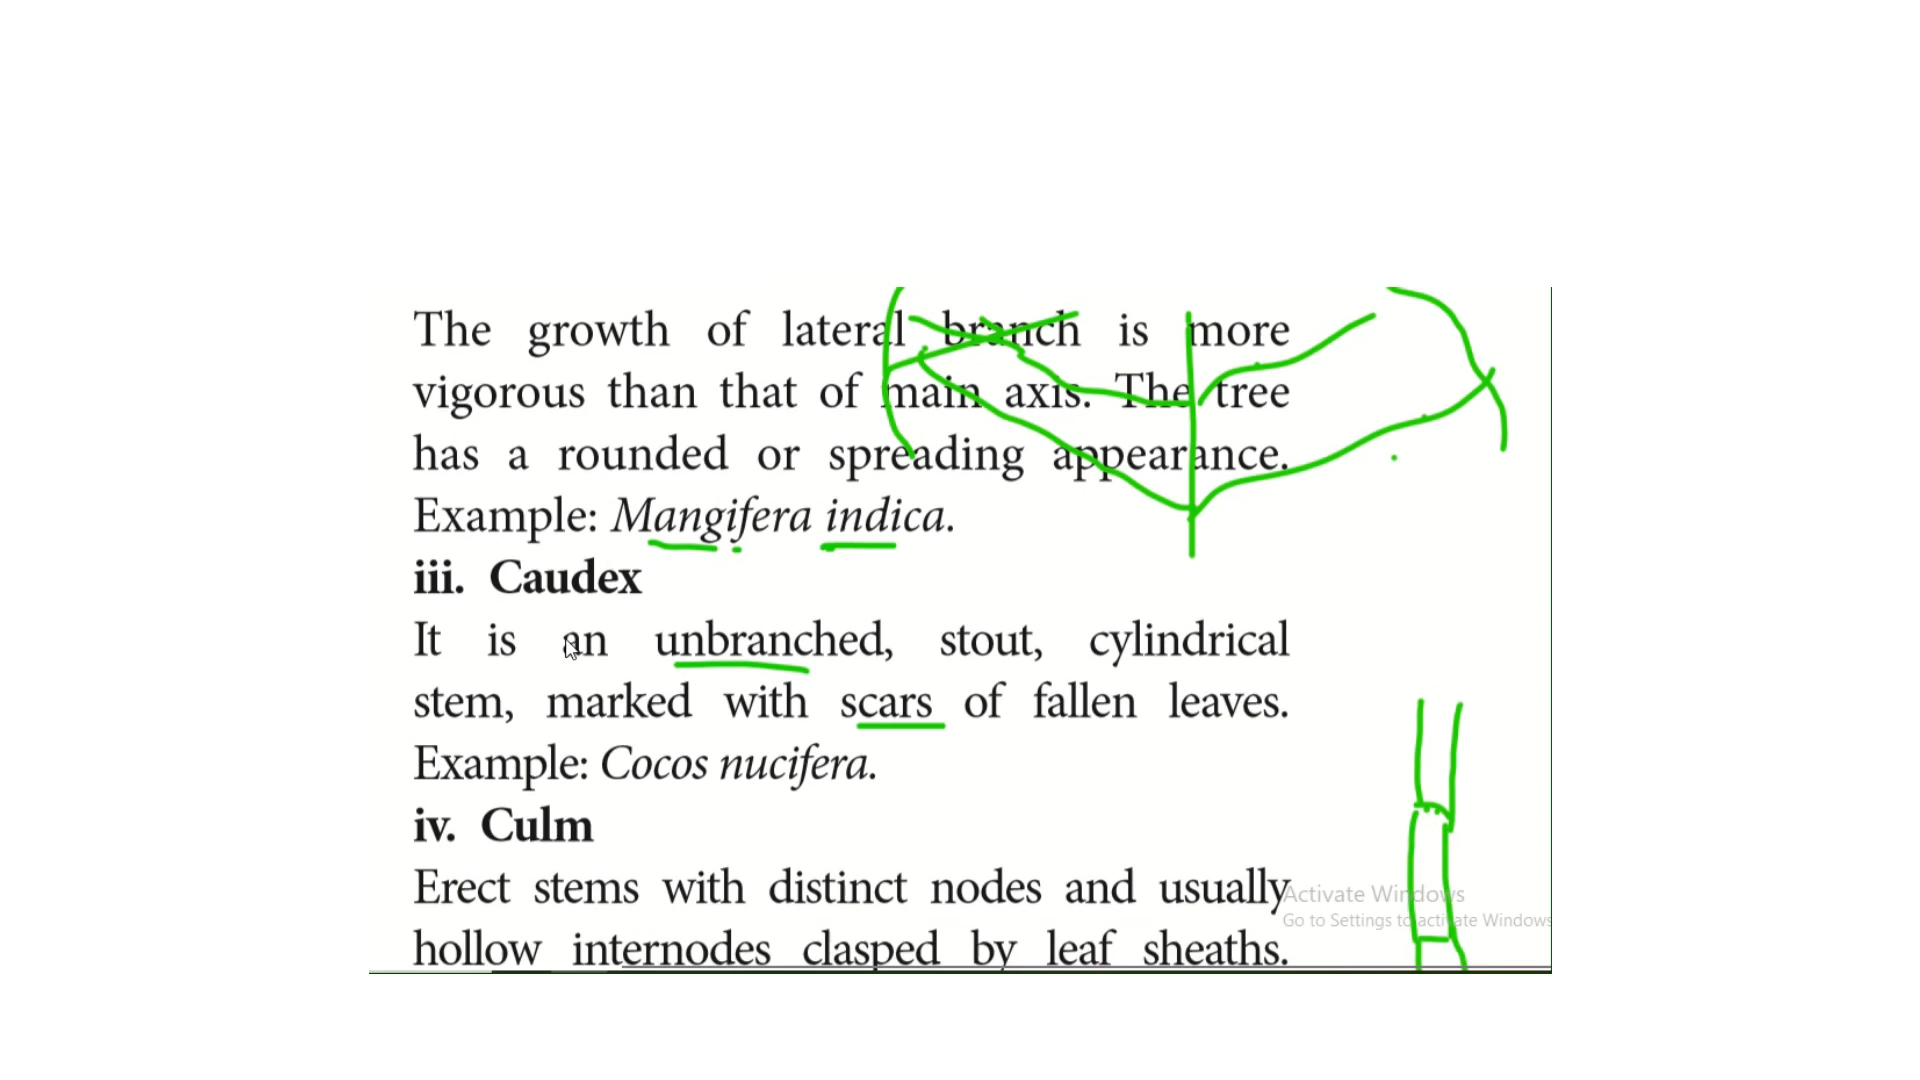 The growth of lateral branch is more
vigorous than that of main axis. The tree
has a rounded or spreading appearance.
Example: Mangifera indica.
iii. Caudex
It is an unbranched, stout, cylindrical
stem, marked with scars of fallen leaves.
Example: Cocos nucifera.
iv. Culm
Erect stems with distinct nodes and usually
hollow internodes clasped by leaf sheaths.
Activate Windows
Go to Settings to activate Windows